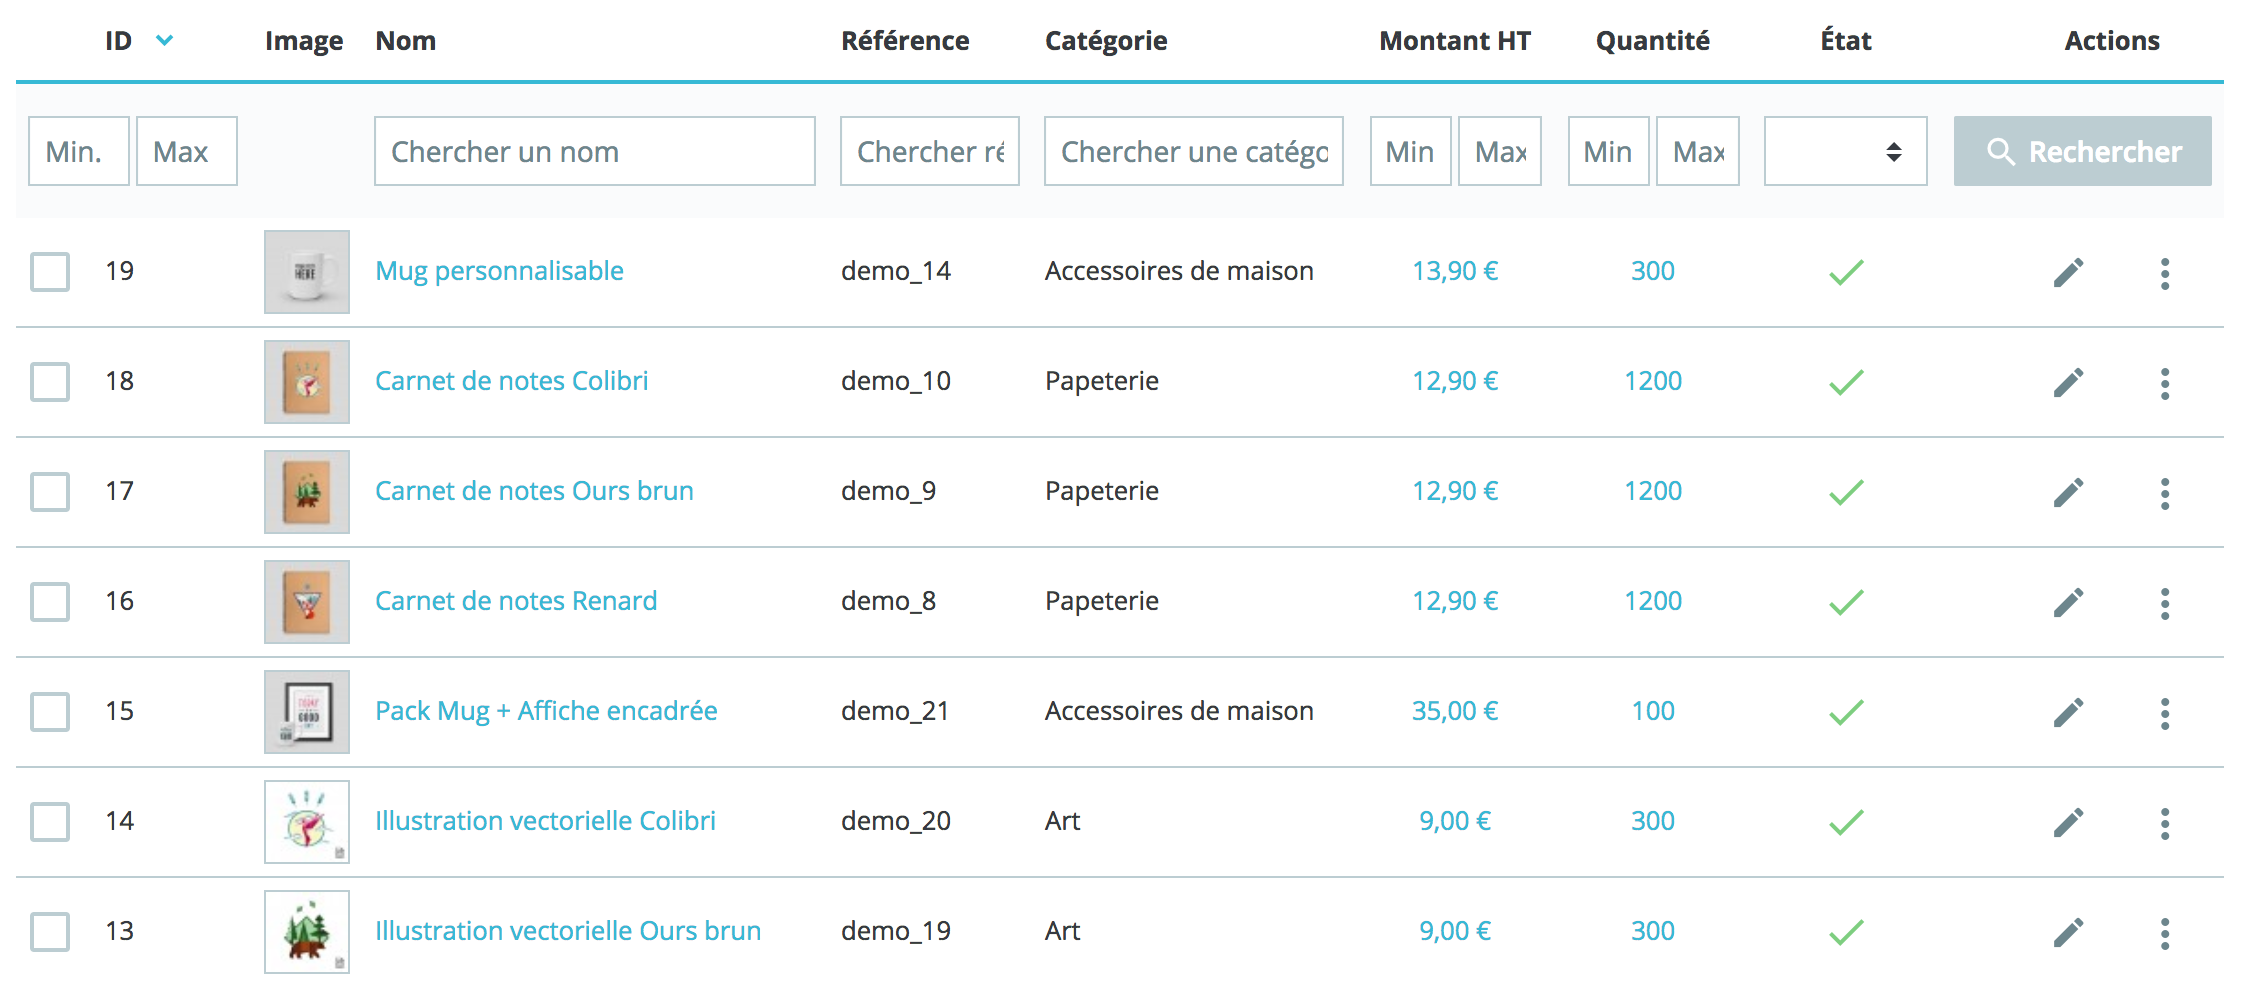 ID Image Nom Référence Catégorie Montant HT Quantité État Actions
Min. Max Chercher un nom Chercher ré Chercher une catégo Min Max Min Max Rechercher
19 HERE Mug personnalisable demo_14 Accessoires de maison 13,90 € 300
18 Carnet de notes Colibri demo_10 Papeterie 12,90 € 1200
17 Carnet de notes Ours brun demo_9 Papeterie 12,90 € 1200
16 Carnet de notes Renard demo_8 Papeterie 12,90 € 1200
15 TODAY GOOD Pack Mug + Affiche encadrée demo_21 Accessoires de maison 35,00 € 100
14 Illustration vectorielle Colibri demo_20 Art 9,00 € 300
13 Illustration vectorielle Ours brun demo_19 Art 9,00 € 300